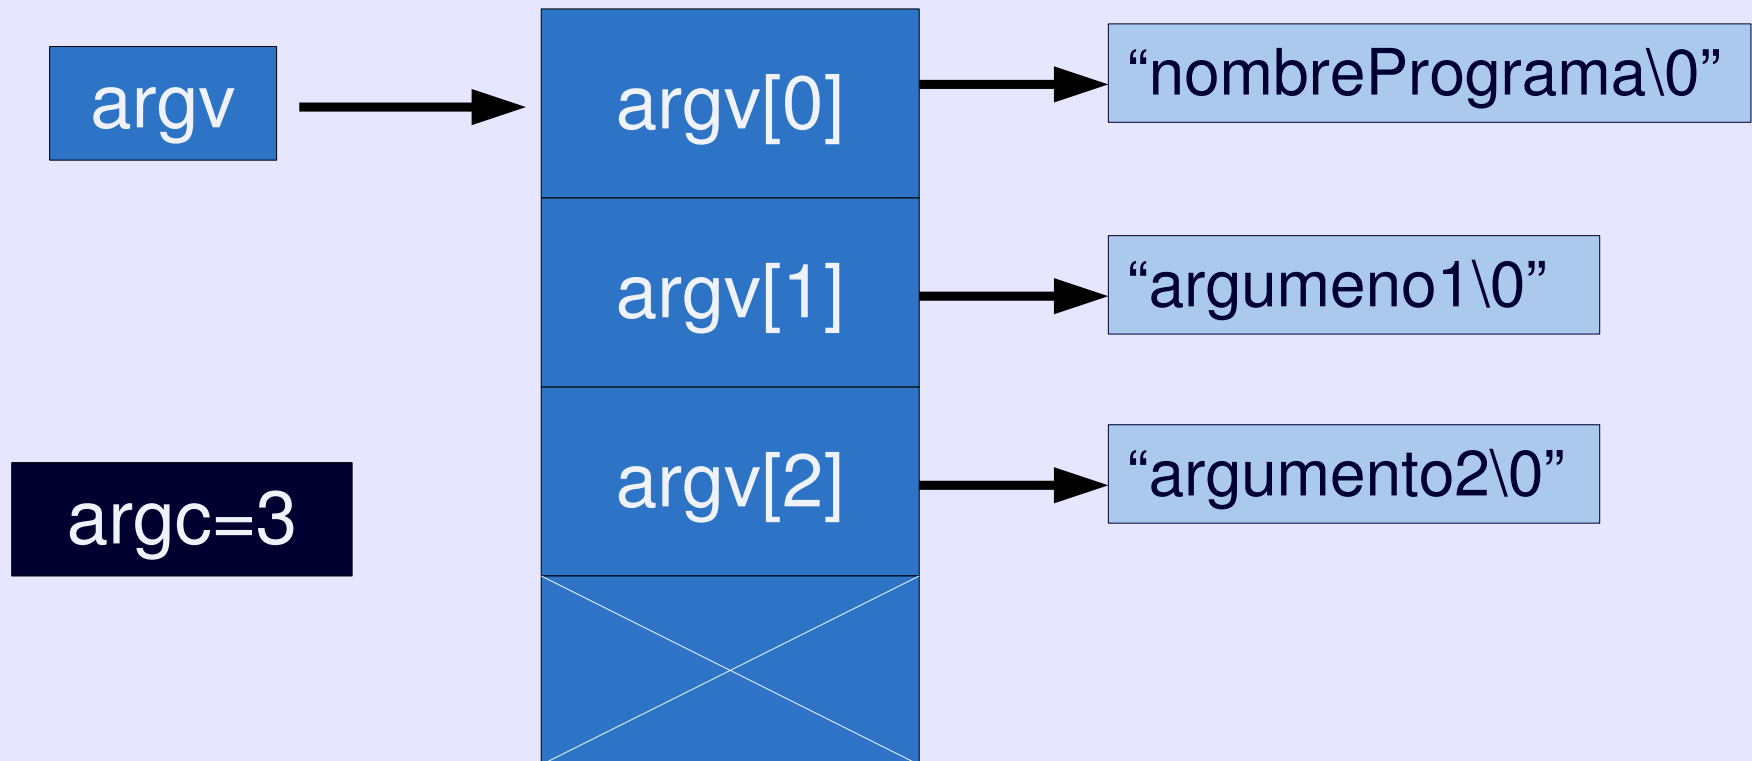 argv
argv[0]
“nombrePrograma\0”
argv[1]
“argumeno1\0”
argv[2]
“argumento2\0”
argc=3